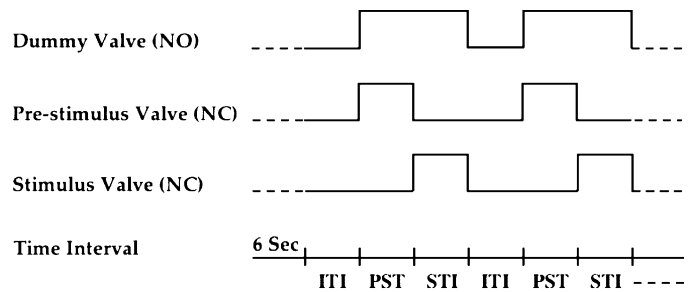 Dummy Valve (NO)
Pre-stimulus Valve (NC)
Stimulus Valve (NC)
Time Interval
6 Sec
ITI PST STI ITI PST STI